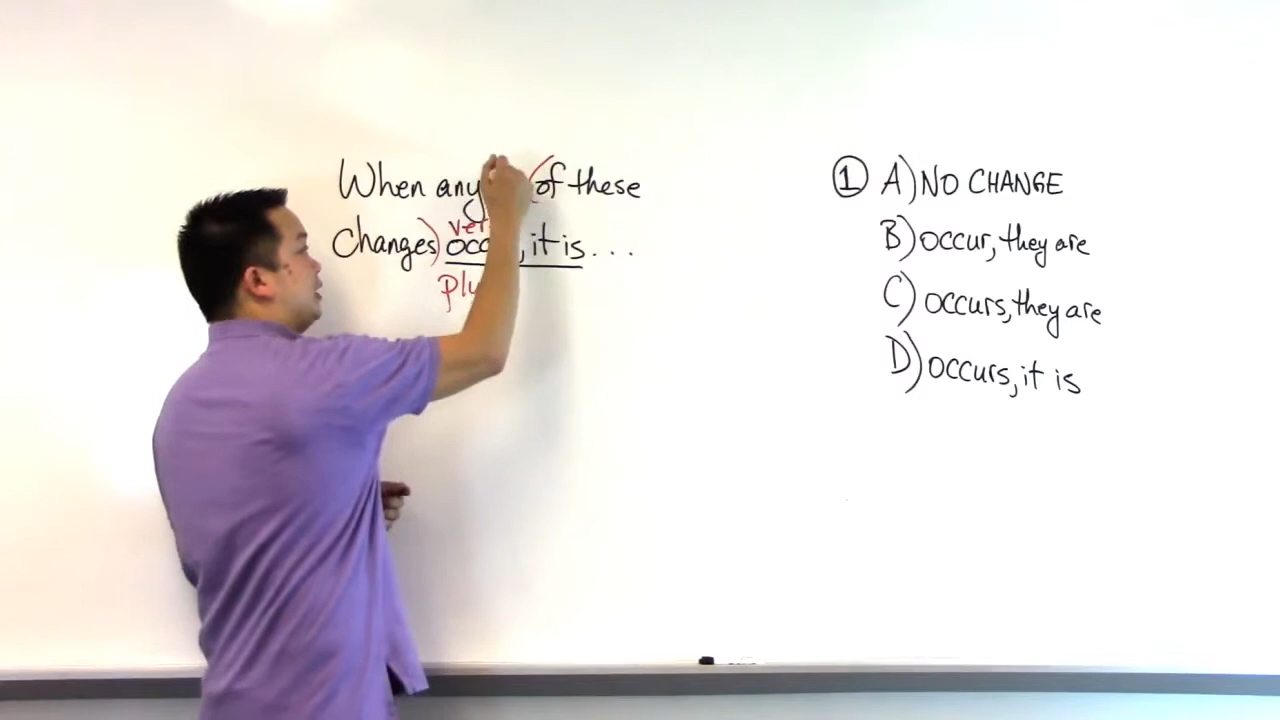 When any (of these
changes) occ , it is ...
① A) NO CHANGE
B) occur, they are
C) occurs, they are
D) occurs, it is